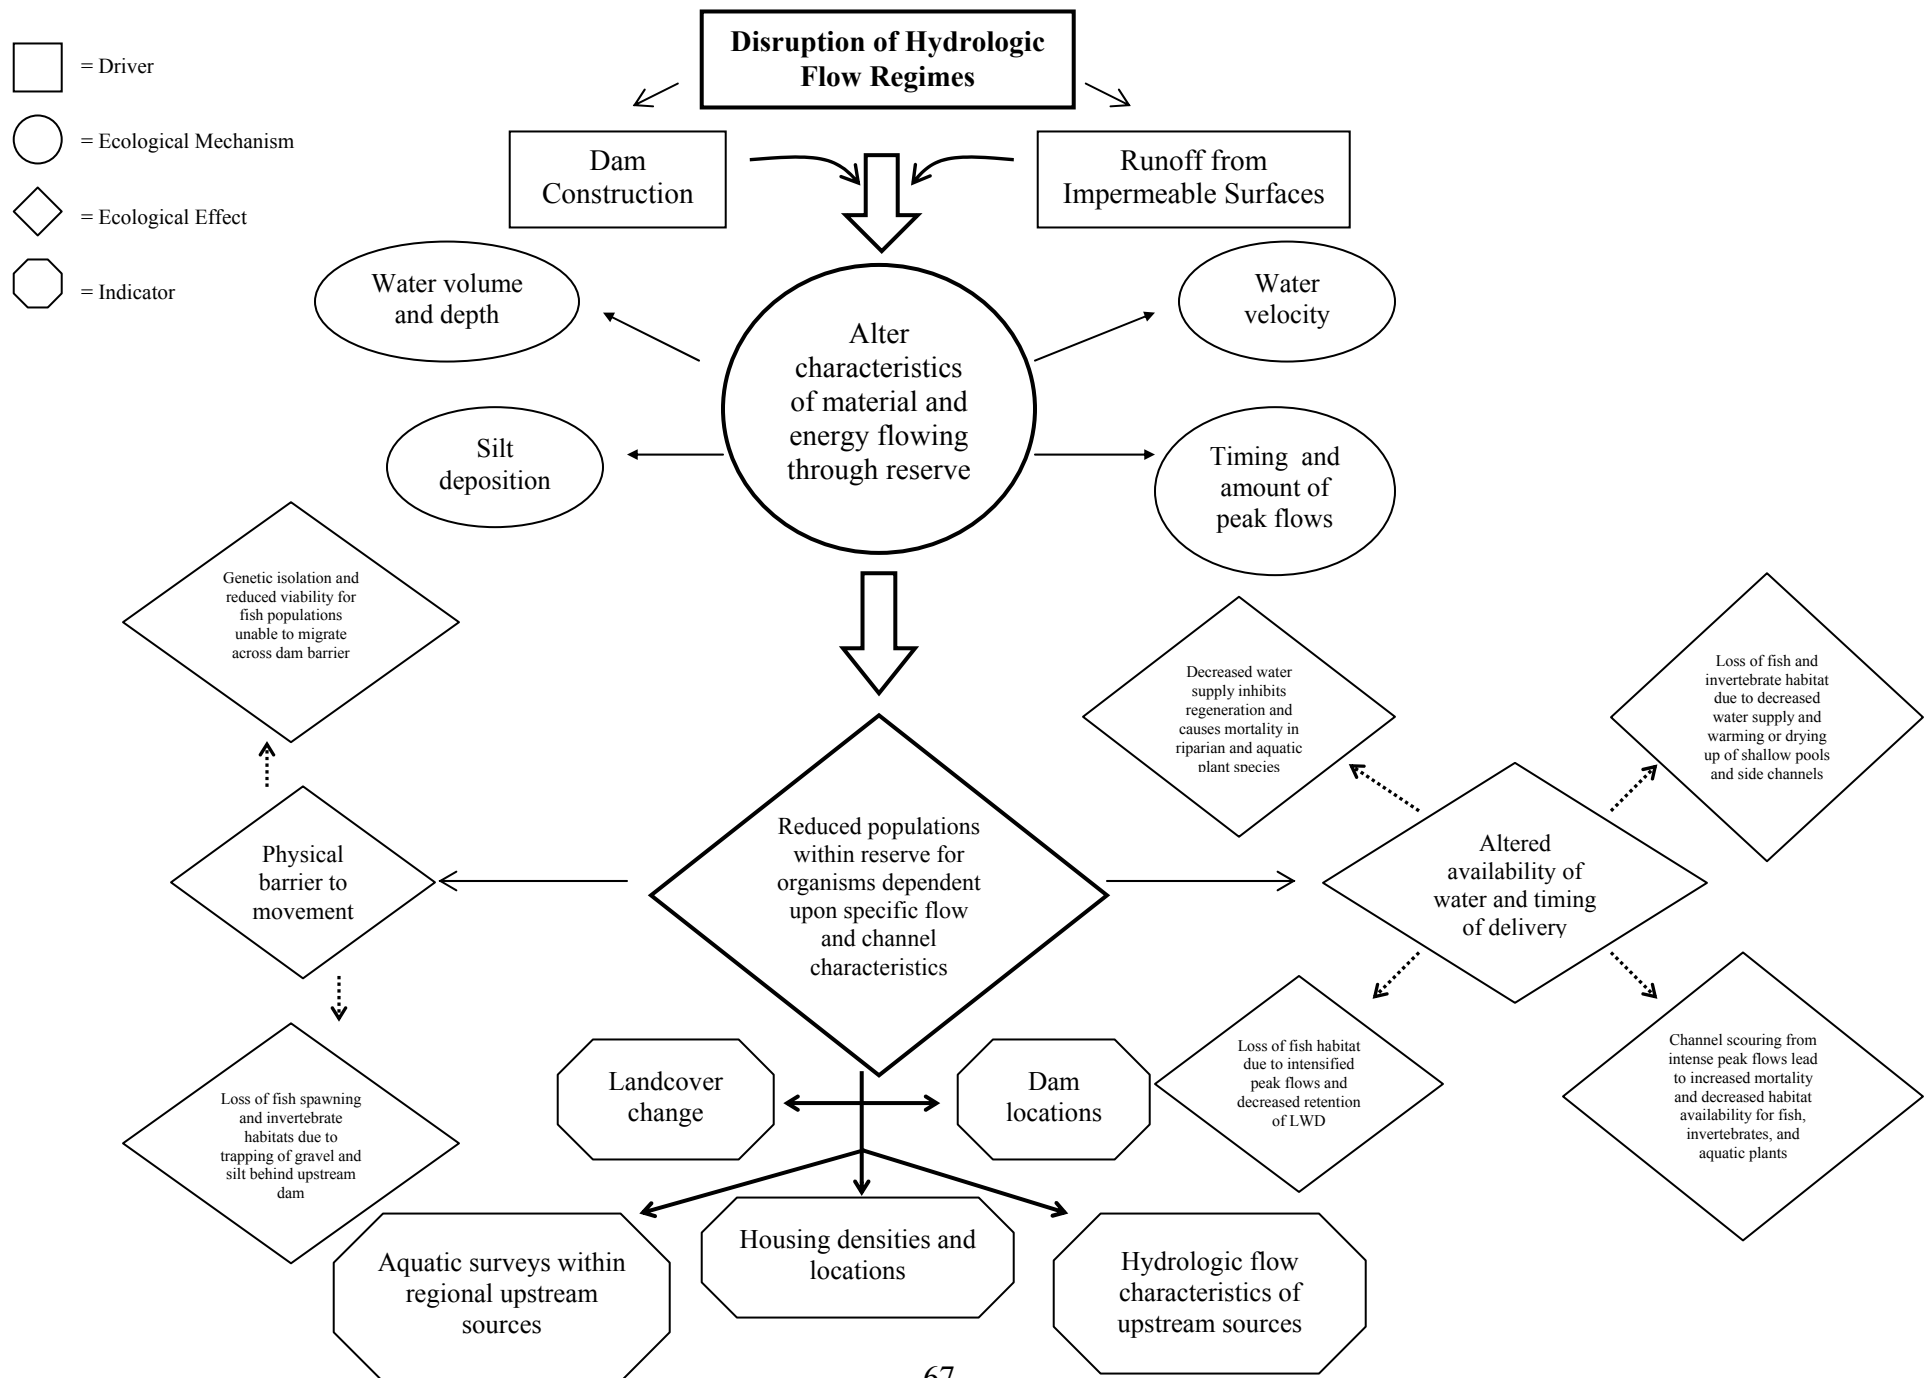 Disruption of Hydrologic
Flow Regimes
= Driver
= Ecological Mechanism
= Ecological Effect
= Indicator
Dam
Construction
Runoff from
Impermeable Surfaces
Water volume
and depth
Water
velocity
Alter
characteristics
of material and
energy flowing
through reserve
Silt
deposition
Timing and
amount of
peak flows
Genetic isolation and
reduced viability for
fish populations
unable to migrate
across dam barrier
Decreased water
supply inhibits
regeneration and
causes mortality in
riparian and aquatic
plant species
Loss of fish and
invertebrate habitat
due to decreased
water supply and
warming or drying
up of shallow pools
and side channels
Physical
barrier to
movement
Reduced populations
within reserve for
organisms dependent
upon specific flow
and channel
characteristics
Altered
availability of
water and timing
of delivery
Loss of fish spawning
and invertebrate
habitats due to
trapping of gravel and
silt behind upstream
dam
Landcover
change
Dam
locations
Loss of fish habitat
due to intensified
peak flows and
decreased retention
of LWD
Channel scouring from
intense peak flows lead
to increased mortality
and decreased habitat
availability for fish,
invertebrates, and
aquatic plants
Aquatic surveys within
regional upstream
sources
Housing densities and
locations
Hydrologic flow
characteristics of
upstream sources
67